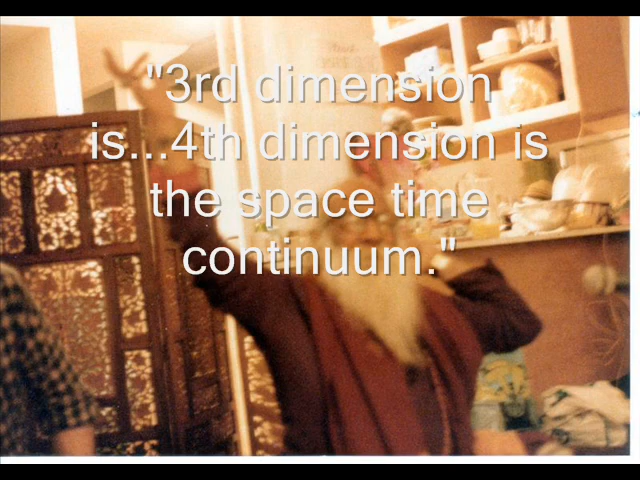 "3rd dimension
is...4th dimension is
the space time
continuum."